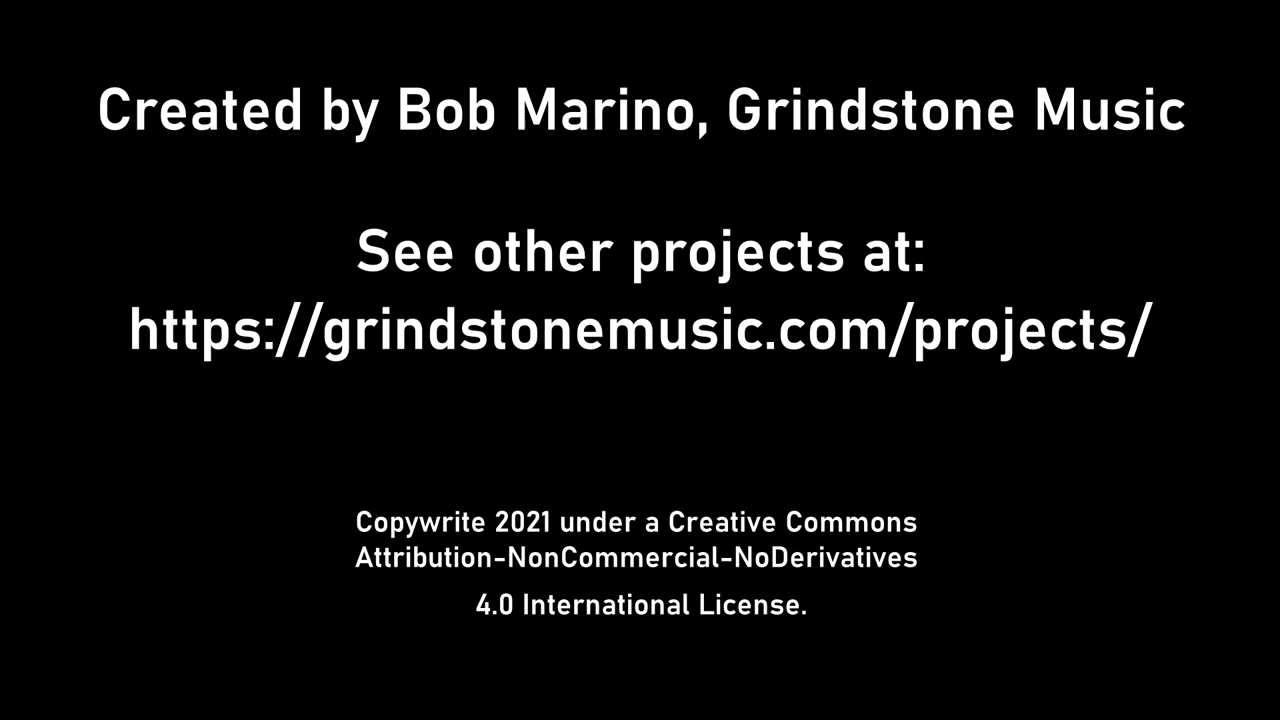 Created by Bob Marino, Grindstone Music
See other projects at:
https://grindstonemusic.com/projects/
Copywrite 2021 under a Creative Commons
Attribution-NonCommercial-NoDerivatives
4.0 International License.